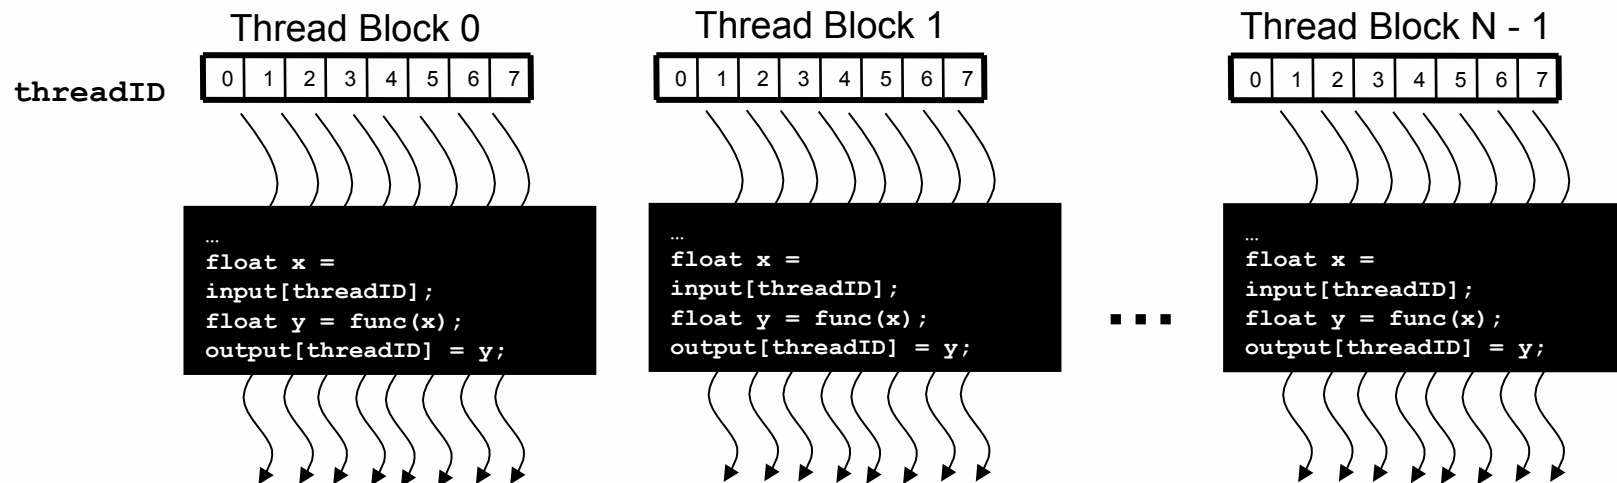 Thread Block 0
Thread Block 1
Thread Block N - 1
threadID
0 1 2 3 4 5 6 7
0 1 2 3 4 5 6 7
0 1 2 3 4 5 6 7
…
float x =
input[threadID];
float y = func(x);
output[threadID] = y;
…
float x =
input[threadID];
float y = func(x);
output[threadID] = y;
...
…
float x =
input[threadID];
float y = func(x);
output[threadID] = y;